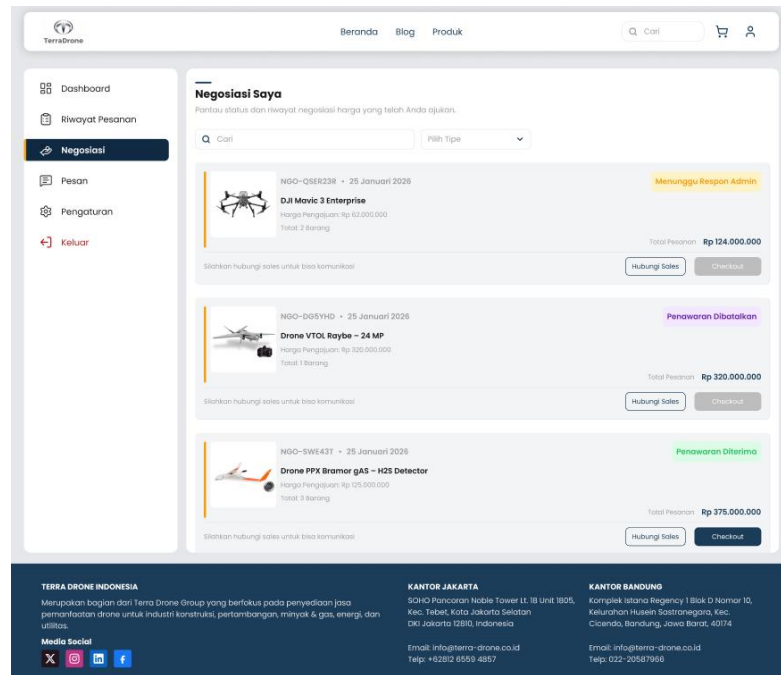 TerraDrone
Beranda Blog Produk
Cari
Dashboard
Riwayat Pesanan
Negosiasi
Pesan
Pengaturan
Keluar
Negosiasi Saya
Pantau status dan riwayat negosiasi harga yang telah Anda ajukan.
Cari
Pilih Tipe
NGO-QSER23R • 25 Januari 2026
Menunggu Respon Admin
DJI Mavic 3 Enterprise
Harga Pengajuan: Rp 62.000.000
Total: 2 Barang
Total Pesanan Rp 124.000.000
Silahkan hubungi sales untuk bisa komunikasi
Hubungi Sales
Checkout
NGO-DG5YHD • 25 Januari 2026
Penawaran Dibatalkan
Drone VTOL Raybe – 24 MP
Harga Pengajuan: Rp 320.000.000
Total: 1 Barang
Total Pesanan Rp 320.000.000
Silahkan hubungi sales untuk bisa komunikasi
Hubungi Sales
Checkout
NGO-SWE43T • 25 Januari 2026
Penawaran Diterima
Drone PPX Bramor gAS – H2S Detector
Harga Pengajuan: Rp 125.000.000
Total: 3 Barang
Total Pesanan Rp 375.000.000
Silahkan hubungi sales untuk bisa komunikasi
Hubungi Sales
Checkout
TERRA DRONE INDONESIA
Merupakan bagian dari Terra Drone Group yang berfokus pada penyediaan jasa
pemanfaatan drone untuk industri konstruksi, pertambangan, minyak & gas, energi, dan
utilitas.
Media Social
KANTOR JAKARTA
SOHO Pancoran Noble Tower Lt. 18 Unit 1805,
Kec. Tebet, Kota Jakarta Selatan
DKI Jakarta 12810, Indonesia
Email: info@terra-drone.co.id
Telp: +62812 6559 4857
KANTOR BANDUNG
Komplek Istana Regency 1 Blok D Nomor 10,
Kelurahan Husein Sastranegara, Kec.
Cicendo, Bandung, Jawa Barat, 40174
Email: info@terra-drone.co.id
Telp: 022-20587966